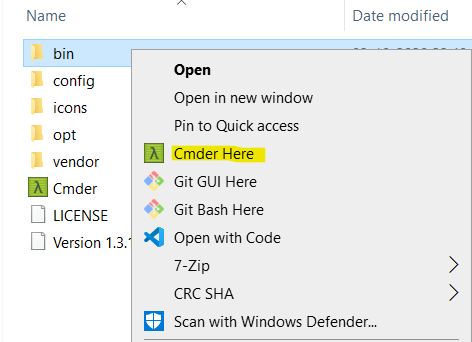 Name Date modified
bin
config
icons
opt
vendor
Cmder
LICENSE
Version 1.3.1
Open
Open in new window
Pin to Quick access
Cmder Here
Git GUI Here
Git Bash Here
Open with Code
7-Zip
CRC SHA
Scan with Windows Defender...